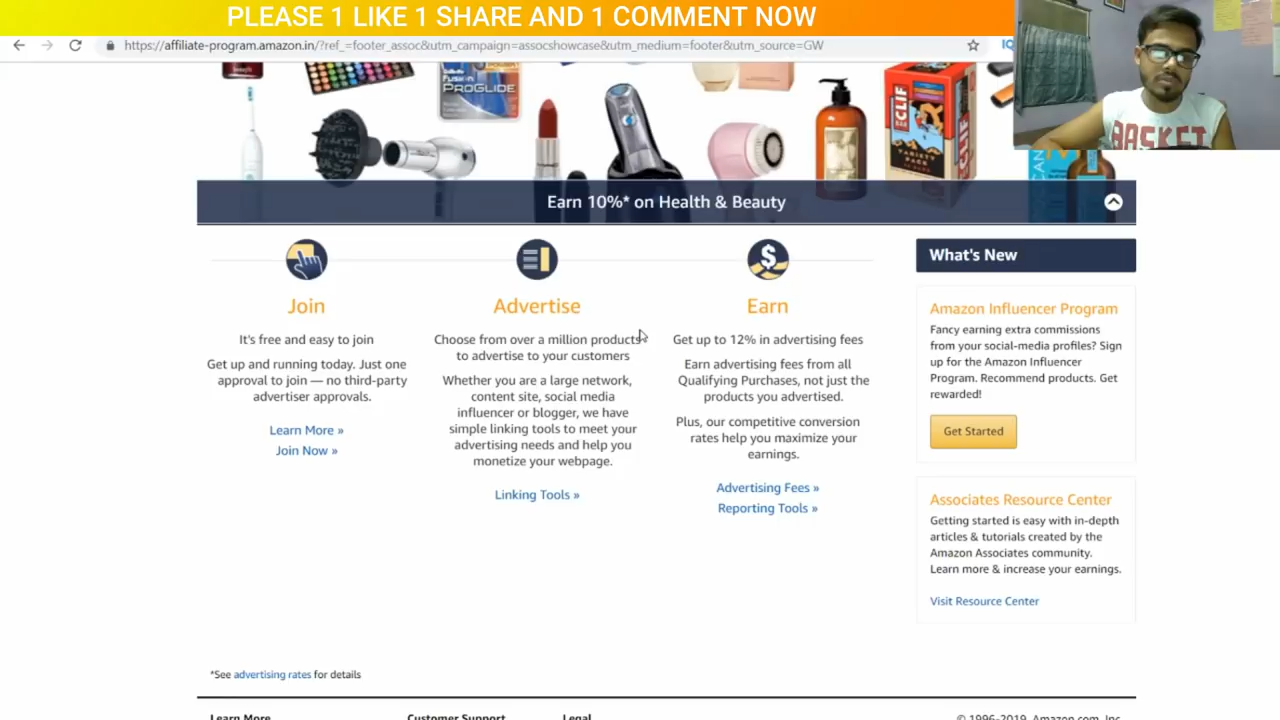 PLEASE 1 LIKE 1 SHARE AND 1 COMMENT NOW
https://affiliate-program.amazon.in/?ref_=footer_assoc&utm_campaign=assocshowcase&utm_medium=footer&utm_source=GW
IQ
FUSION
PROGLIDE
CLIF
BAR
VARIETY
PACK
BASKET
Earn 10%* on Health & Beauty
Join
It's free and easy to join
Get up and running today. Just one
approval to join — no third-party
advertiser approvals.
Learn More »
Join Now »
Advertise
Choose from over a million products
to advertise to your customers
Whether you are a large network,
content site, social media
influencer or blogger, we have
simple linking tools to meet your
advertising needs and help you
monetize your webpage.
Linking Tools »
$
Earn
Get up to 12% in advertising fees
Earn advertising fees from all
Qualifying Purchases, not just the
products you advertised.
Plus, our competitive conversion
rates help you maximize your
earnings.
Advertising Fees »
Reporting Tools »
What's New
Amazon Influencer Program
Fancy earning extra commissions
from your social-media profiles? Sign
up for the Amazon Influencer
Program. Recommend products. Get
rewarded!
Get Started
Associates Resource Center
Getting started is easy with in-depth
articles & tutorials created by the
Amazon Associates community.
Learn more & increase your earnings.
Visit Resource Center
*See advertising rates for details
Learn More
Customer Support
Legal
© 1996-2019, Amazon.com, Inc.